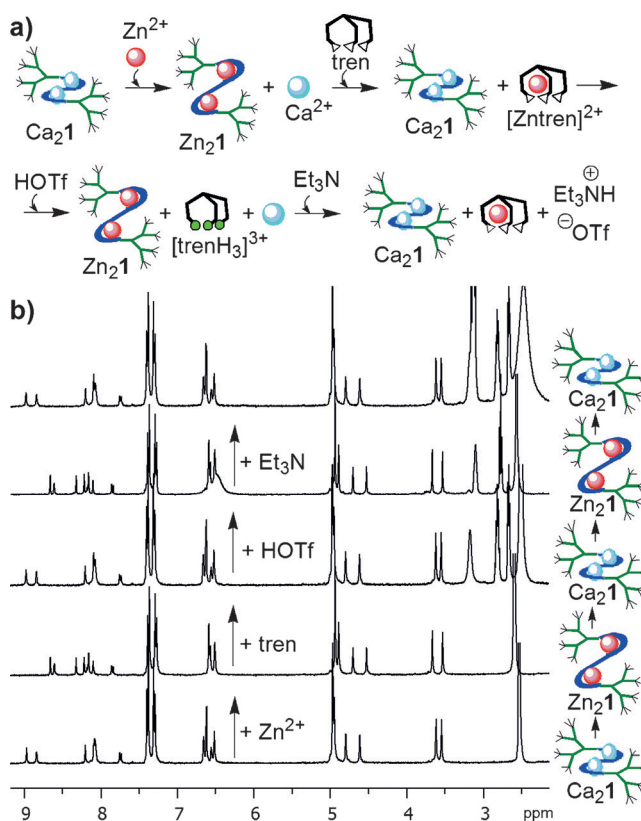 a)
Zn²⁺
tren
Ca₂1
Zn₂1
+
Ca²⁺
Ca₂1
+
[Zntren]²⁺
HOTf
Zn₂1
+
[trenH₃]³⁺
+
Et₃N
Ca₂1
+
+
Et₃NH
⊕
⊖
OTf
b)
Ca₂1
+ Et₃N
Zn₂1
+ HOTf
Ca₂1
+ tren
Zn₂1
+ Zn²⁺
Ca₂1
9 8 7 6 5 4 3 ppm